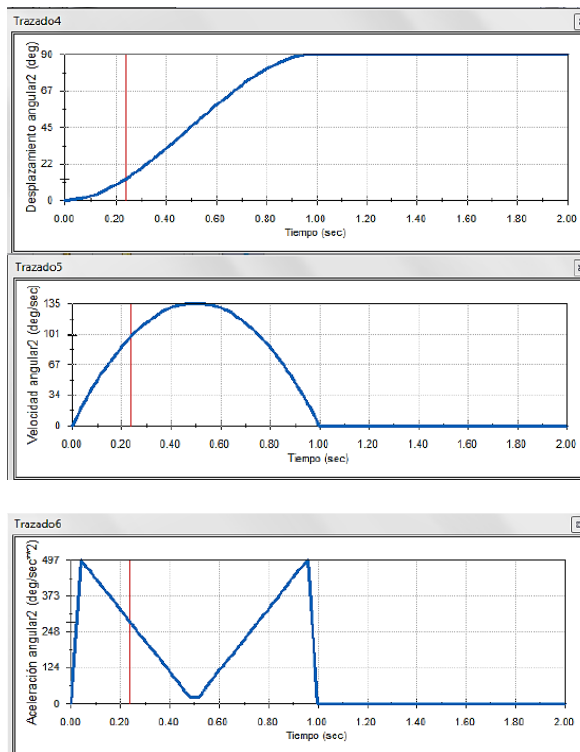 Trazado4
Desplazamiento angular2 (deg)
90
67
45
22
0
0.00 0.20 0.40 0.60 0.80 1.00 1.20 1.40 1.60 1.80 2.00
Tiempo (sec)
Trazado5
Velocidad angular2 (deg/sec)
135
101
67
34
0
0.00 0.20 0.40 0.60 0.80 1.00 1.20 1.40 1.60 1.80 2.00
Tiempo (sec)
Trazado6
Aceleración angular2 (deg/sec**2)
497
373
248
124
0
0.00 0.20 0.40 0.60 0.80 1.00 1.20 1.40 1.60 1.80 2.00
Tiempo (sec)